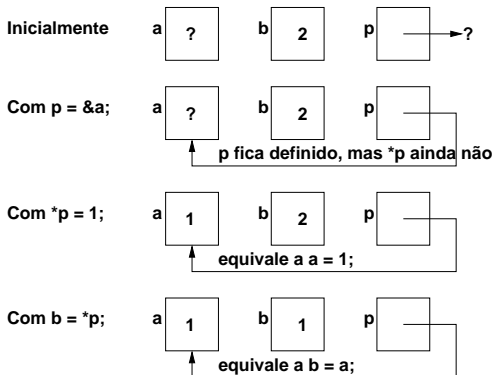 Inicialmente a ? b 2 p ?
Com p = &a; a ? b 2 p
p fica definido, mas *p ainda não
Com *p = 1; a 1 b 2 p
equivale a a = 1;
Com b = *p; a 1 b 1 p
equivale a b = a;